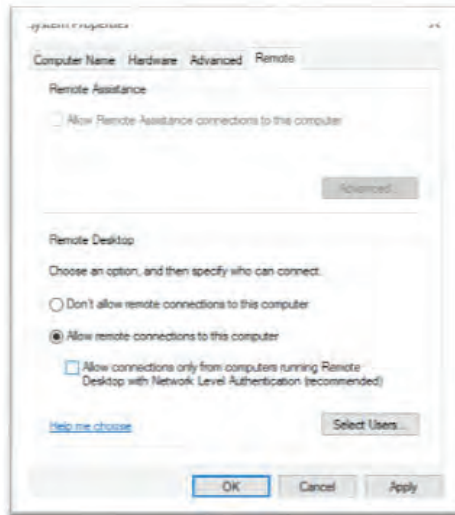 System Properties
Computer Name Hardware Advanced Remote
Remote Assistance
Allow Remote Assistance connections to this computer
Advanced...
Remote Desktop
Choose an option, and then specify who can connect.
Don't allow remote connections to this computer
Allow remote connections to this computer
Allow connections only from computers running Remote
Desktop with Network Level Authentication (recommended)
Help me choose
Select Users...
OK Cancel Apply